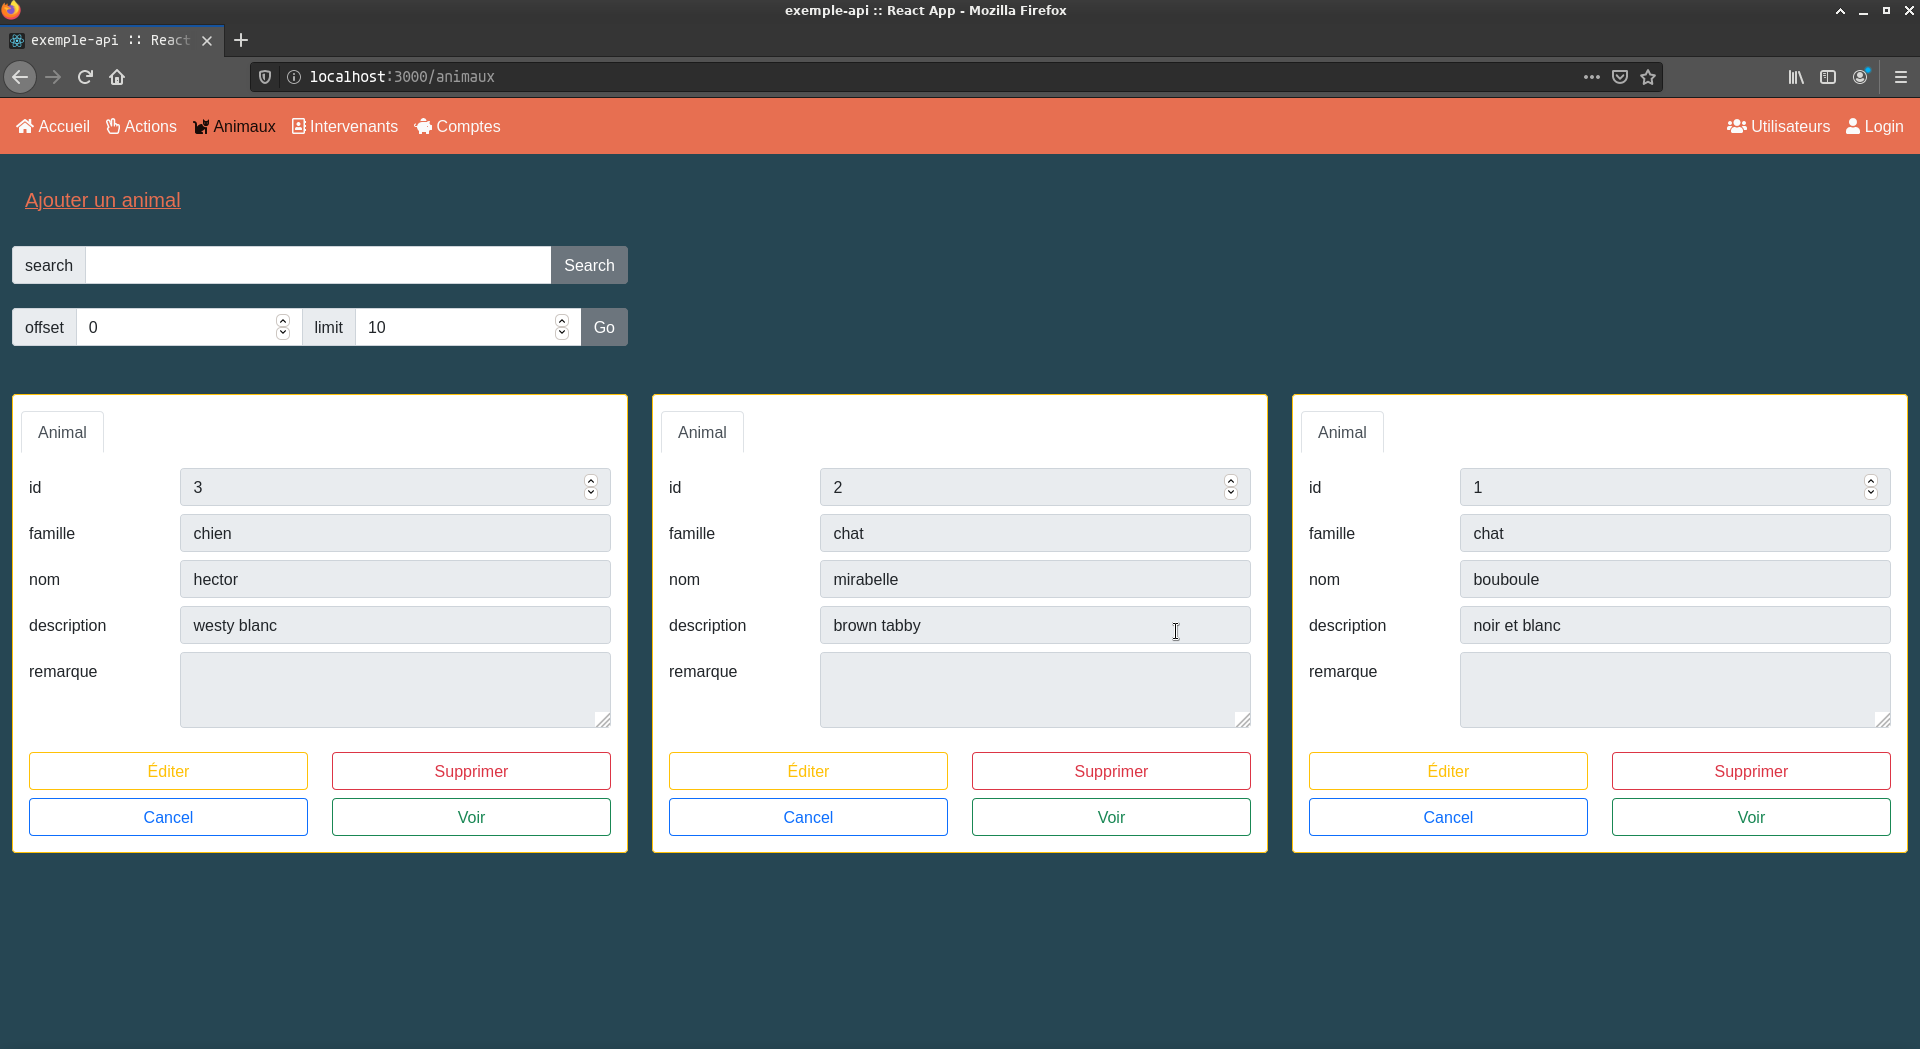 exemple-api :: React App - Mozilla Firefox
exemple-api :: React
localhost:3000/animaux
Accueil Actions Animaux Intervenants Comptes Utilisateurs Login
Ajouter un animal
search Search
offset 0 limit 10 Go
Animal
id 3
famille chien
nom hector
description westy blanc
remarque
Éditer Supprimer
Cancel Voir
Animal
id 2
famille chat
nom mirabelle
description brown tabby
remarque
Éditer Supprimer
Cancel Voir
Animal
id 1
famille chat
nom bouboule
description noir et blanc
remarque
Éditer Supprimer
Cancel Voir